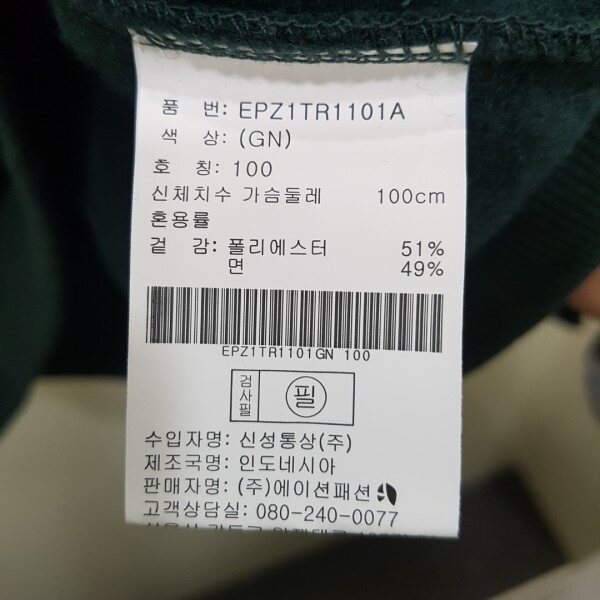 품 번: EPZ1TR1101A
색 상: (GN)
호 칭: 100
신체치수 가슴둘레 100cm
혼용률
겉 감: 폴리에스터 51%
면 49%
EPZ1TR1101GN 100
검사필 필
수입자명: 신성통상(주)
제조국명: 인도네시아
판매자명: (주)에이션패션
고객상담실: 080-240-0077